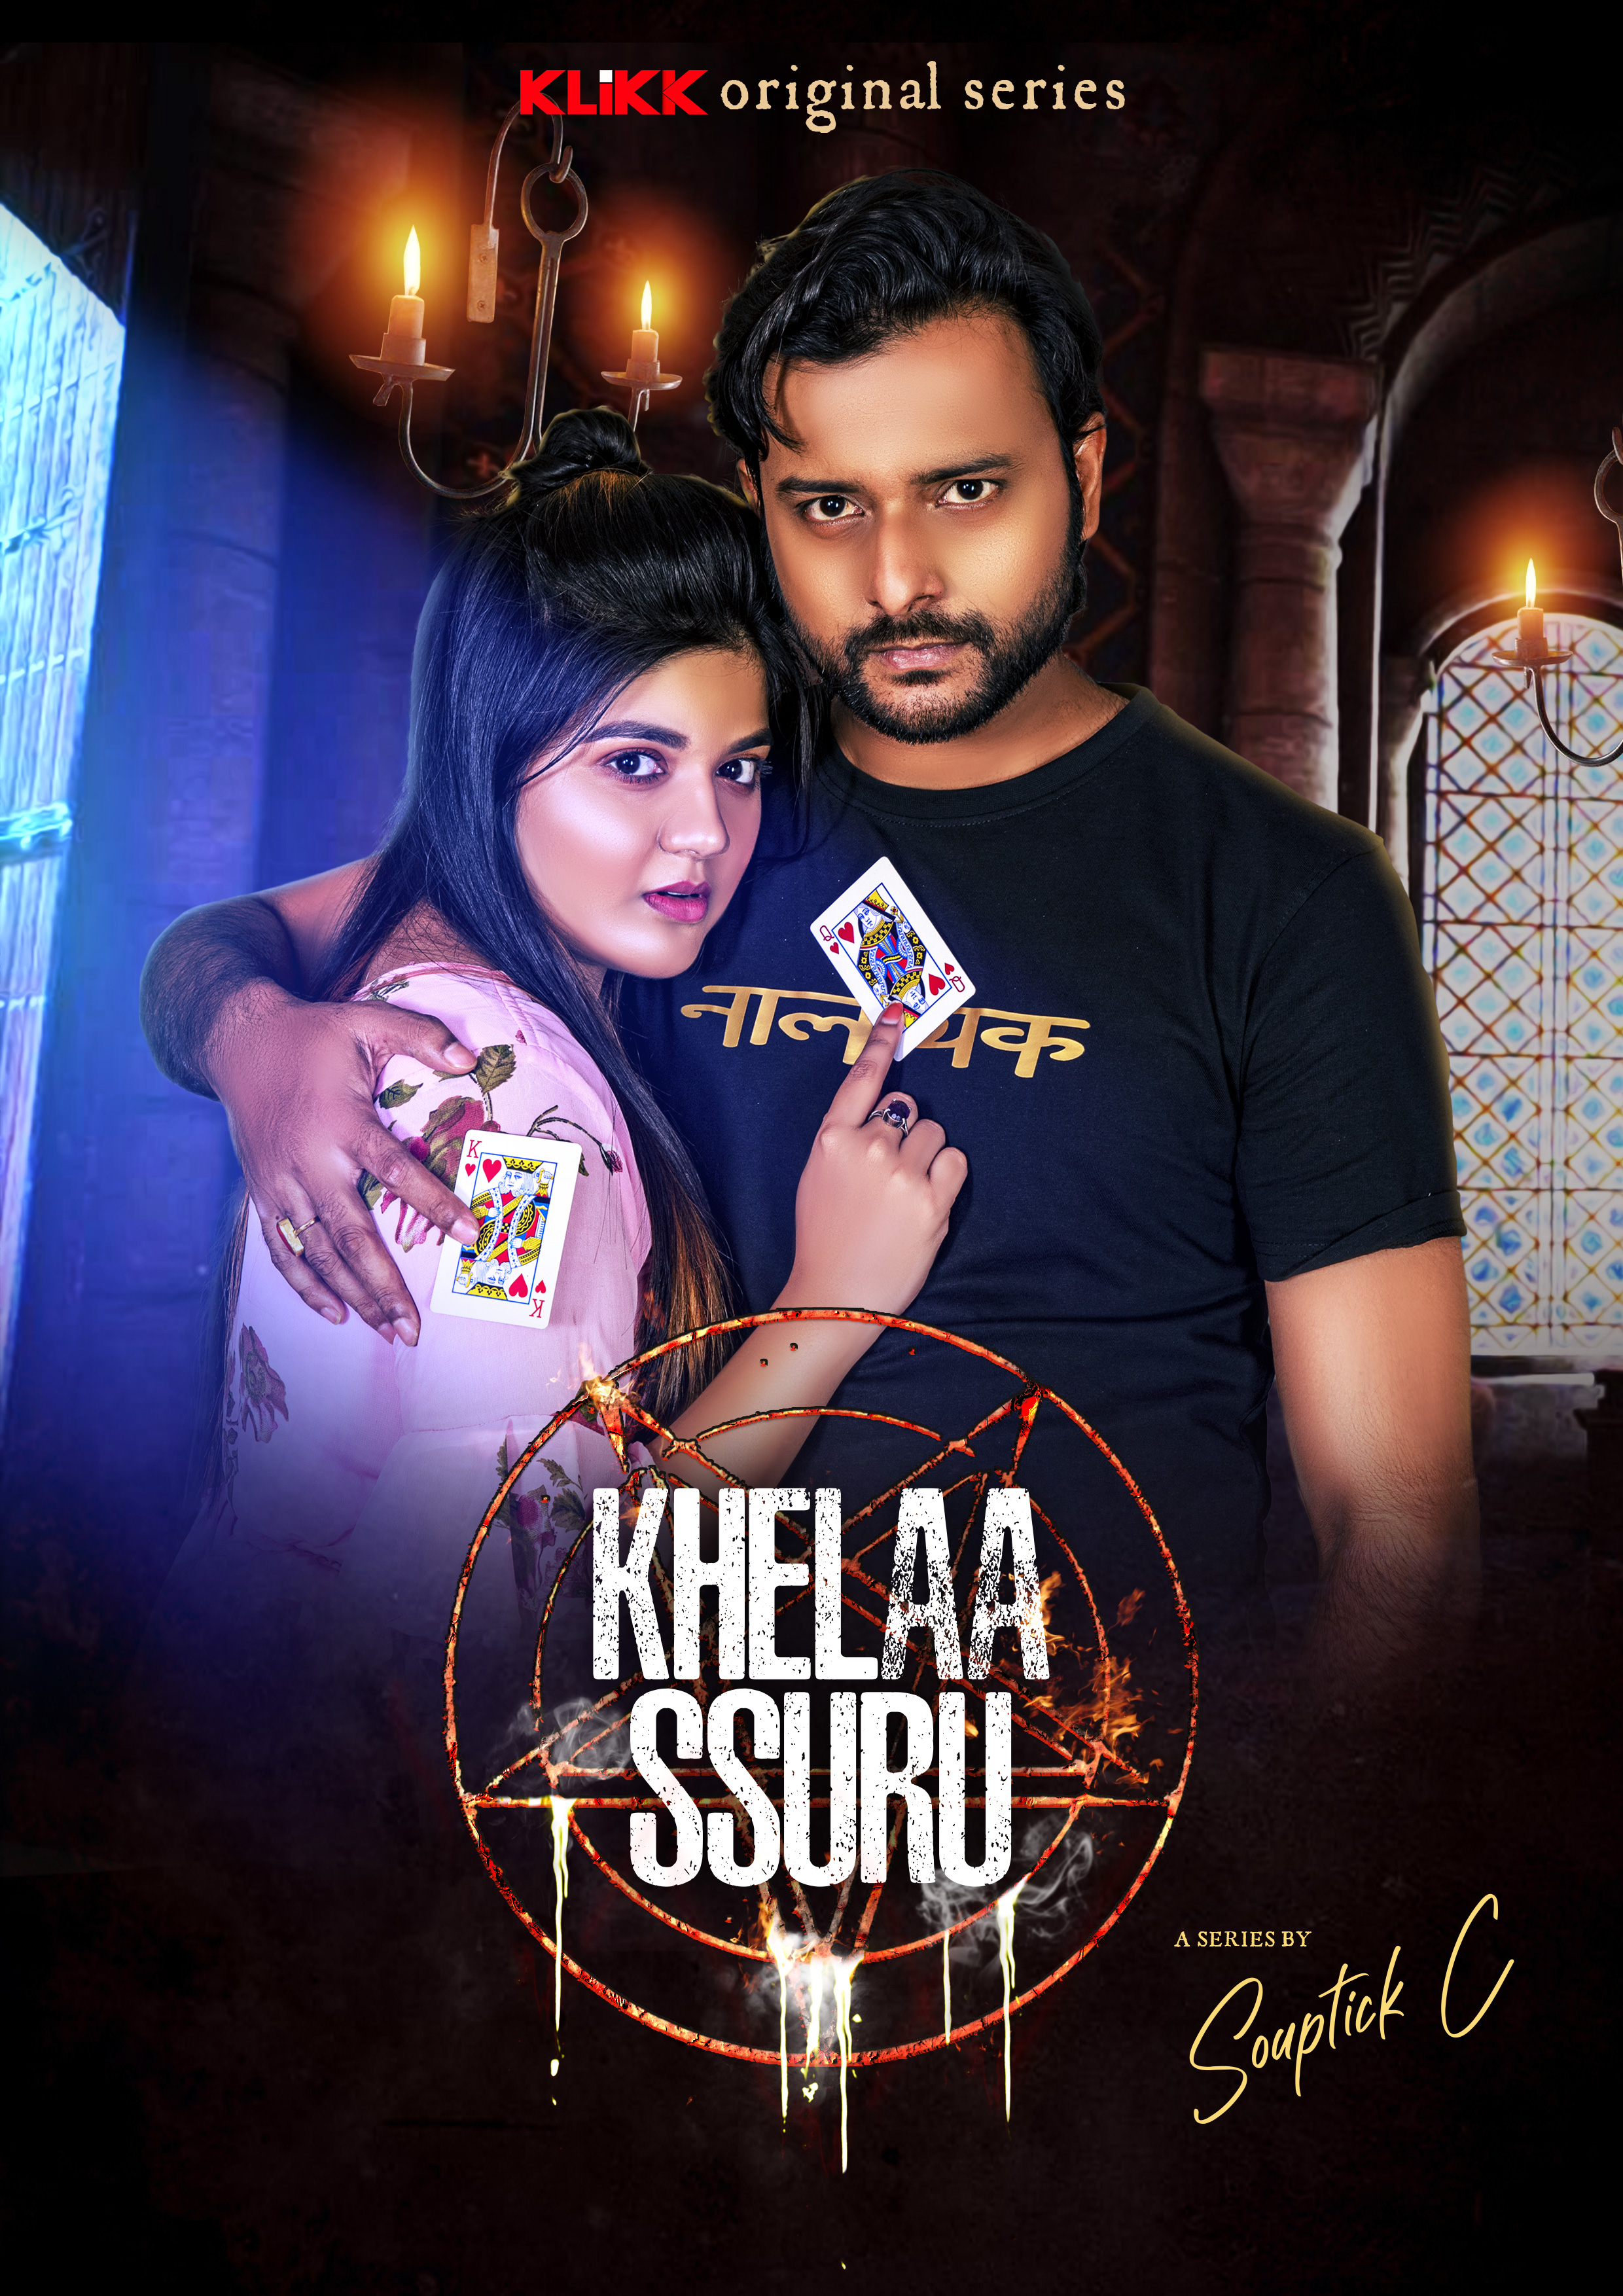 KLiKK original series
Q
Q
नालायक
K
K
KHELAA
SSURU
A SERIES BY
Souptick C